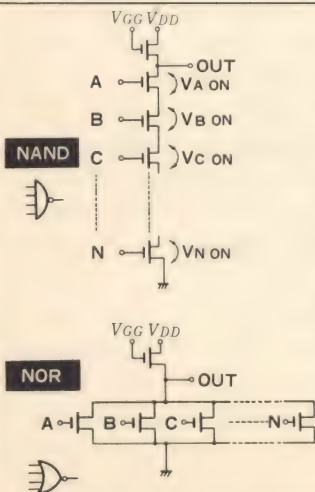 VGG VDD
OUT
A VA ON
B VB ON
NAND C VC ON
N VN ON
VGG VDD
NOR
OUT
A B C N